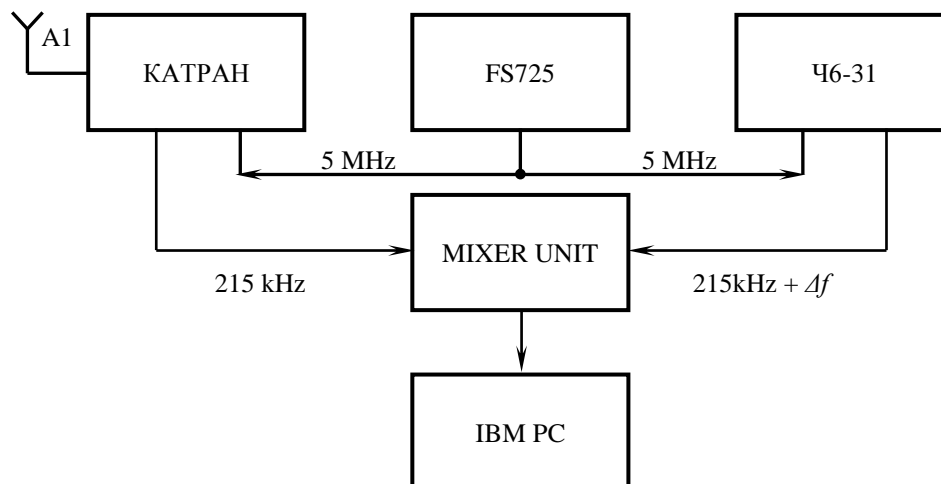 A1
КАТРАН
FS725
Ч6-31
5 MHz
5 MHz
MIXER UNIT
215 kHz
215kHz + Δf
IBM PC